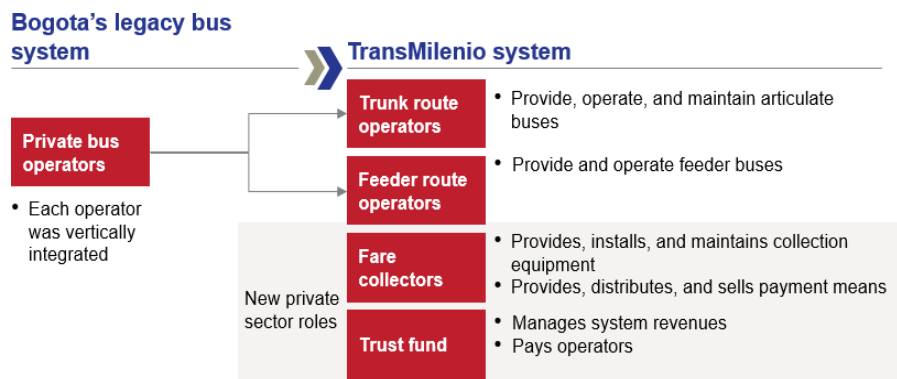 Bogota’s legacy bus
system
TransMilenio system
Private bus
operators
• Each operator
was vertically
integrated
Trunk route
operators
• Provide, operate, and maintain articulate
buses
Feeder route
operators
• Provide and operate feeder buses
New private
sector roles
Fare
collectors
• Provides, installs, and maintains collection
equipment
• Provides, distributes, and sells payment means
Trust fund
• Manages system revenues
• Pays operators